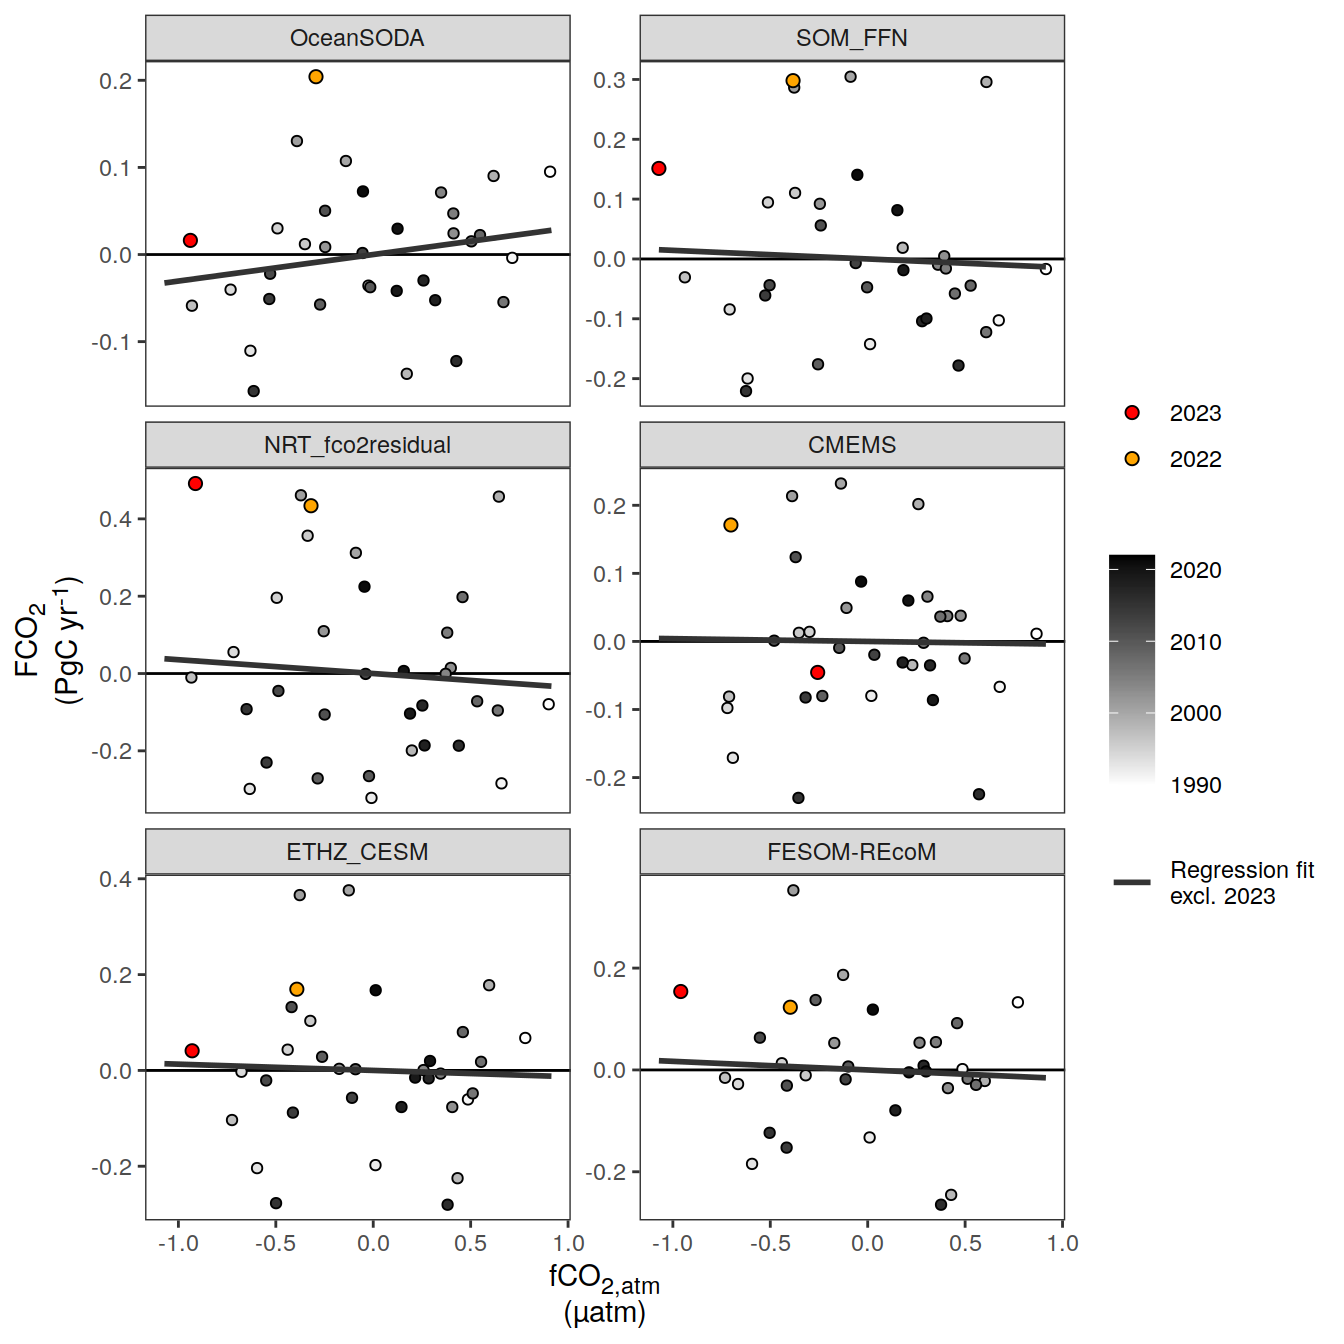 OceanSODA
SOM_FFN
0.2
0.1
0.0
-0.1
0.3
0.2
0.1
0.0
-0.1
-0.2
NRT_fco2residual
CMEMS
0.4
0.2
0.0
-0.2
0.2
0.1
0.0
-0.1
-0.2
ETHZ_CESM
FESOM-REcoM
0.4
0.2
0.0
-0.2
0.2
0.0
-0.2
-1.0 -0.5 0.0 0.5 1.0
-1.0 -0.5 0.0 0.5 1.0
FCO₂
(PgC yr⁻¹)
fCO₂,atm
(µatm)
2023
2022
2020
2010
2000
1990
Regression fit
excl. 2023